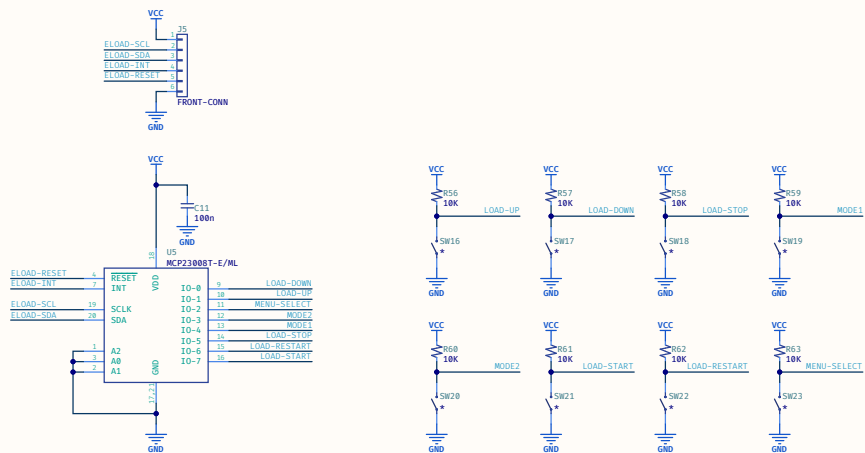 VCC
J5
1
ELOAD-SCL 2
ELOAD-SDA 3
ELOAD-INT 4
ELOAD-RESET 5
6
FRONT-CONN
GND
VCC
C11
100n
GND
18
U5
MCP23008T-E/ML
ELOAD-RESET 4 RESET
ELOAD-INT 7 INT
ELOAD-SCL 19 SCLK
ELOAD-SDA 20 SDA
1 A2
3 A0
2 A1
VDD
GND
IO-0 9 LOAD-DOWN
IO-1 10 LOAD-UP
IO-2 11 MENU-SELECT
IO-3 12 MODE2
IO-4 13 MODE1
IO-5 14 LOAD-STOP
IO-6 15 LOAD-RESTART
IO-7 16 LOAD-START
17,21
GND
VCC
R56
10K
LOAD-UP
SW16
*
GND
VCC
R57
10K
LOAD-DOWN
SW17
*
GND
VCC
R58
10K
LOAD-STOP
SW18
*
GND
VCC
R59
10K
MODE1
SW19
*
GND
VCC
R60
10K
MODE2
SW20
*
GND
VCC
R61
10K
LOAD-START
SW21
*
GND
VCC
R62
10K
LOAD-RESTART
SW22
*
GND
VCC
R63
10K
MENU-SELECT
SW23
*
GND